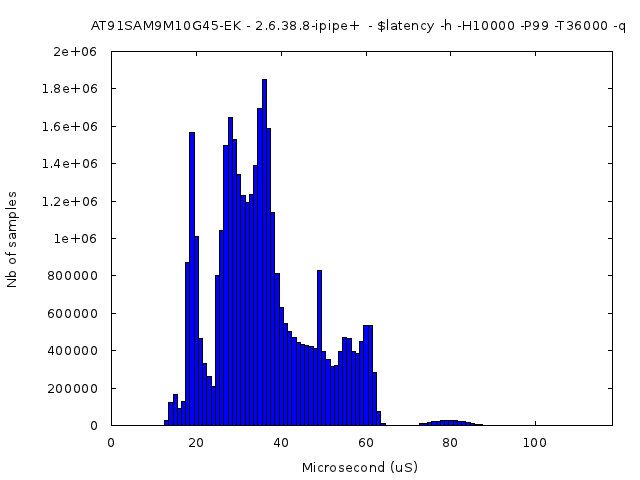 AT91SAM9M10G45-EK - 2.6.38.8-ipipe+ - $latency -h -H10000 -P99 -T36000 -q
2e+06
1.8e+06
1.6e+06
1.4e+06
1.2e+06
1e+06
800000
600000
400000
200000
0
Nb of samples
0 20 40 60 80 100
Microsecond (uS)